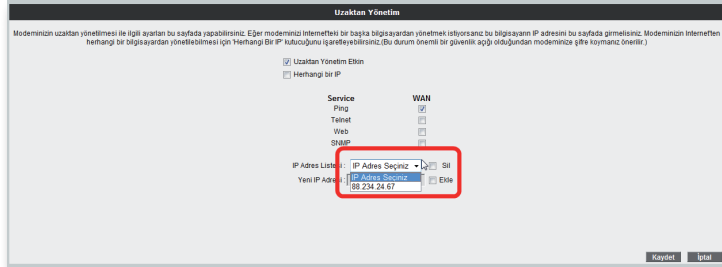 Uzaktan Yönetim
Modeminizin uzaktan yönetilmesi ile ilgili ayarları bu sayfada yapabilirsiniz. Eğer modeminizi Internet'teki bir başka bilgisayardan yönetmek istiyorsanız bu bilgisayarın IP adresini bu sayfada girmelisiniz. Modeminizin Internet'ten
herhangi bir bilgisayardan yönetilebilmesi için 'Herhangi Bir IP' kutucuğunu işaretleyebilirsiniz.(Bu durum önemli bir güvenlik açığı olduğundan modeminize şifre koymanız önerilir.)
Uzaktan Yönetim Etkin
Herhangi bir IP
Service WAN
Ping
Telnet
Web
SNMP
IP Adres Listesi : IP Adres Seçiniz Sil
Yeni IP Adresi : IP Adres Seçiniz Ekle
88.234.24.67
Kaydet İptal